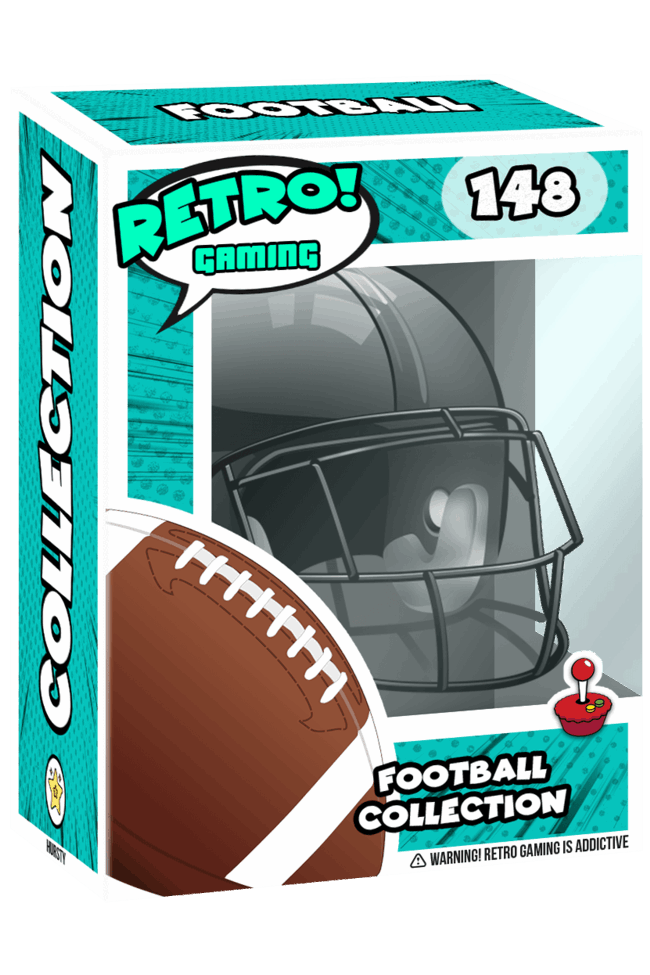 FOOTBALL
RETRO!
GAMING
148
COLLECTION
FOOTBALL
COLLECTION
WARNING! RETRO GAMING IS ADDICTIVE
HURSTY